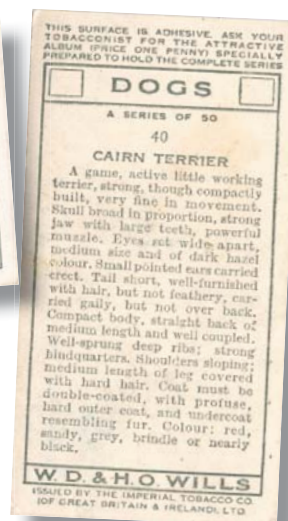 THIS SURFACE IS ADHESIVE. ASK YOUR
TOBACCONIST FOR THE ATTRACTIVE
ALBUM (PRICE ONE PENNY) SPECIALLY
PREPARED TO HOLD THE COMPLETE SERIES
DOGS
A SERIES OF 50
40
CAIRN TERRIER
A game, active little working
terrier, strong, though compactly
built, very fine in movement.
Skull broad in proportion, strong
jaw with large teeth, powerful
muzzle. Eyes set wide apart,
medium size and of dark hazel
colour. Small pointed ears carried
erect. Tail short, well-furnished
with hair, but not feathery, car-
ried gaily, but not over back.
Compact body, straight back of
medium length and well coupled.
Well-sprung deep ribs; strong
hindquarters. Shoulders sloping;
medium length of leg covered
with hard hair. Coat must be
double-coated, with profuse,
hard outer coat, and undercoat
resembling fur. Colour: red,
sandy, grey, brindle or nearly
black.
W. D. & H. O. WILLS
ISSUED BY THE IMPERIAL TOBACCO CO.
(OF GREAT BRITAIN & IRELAND), LTD.